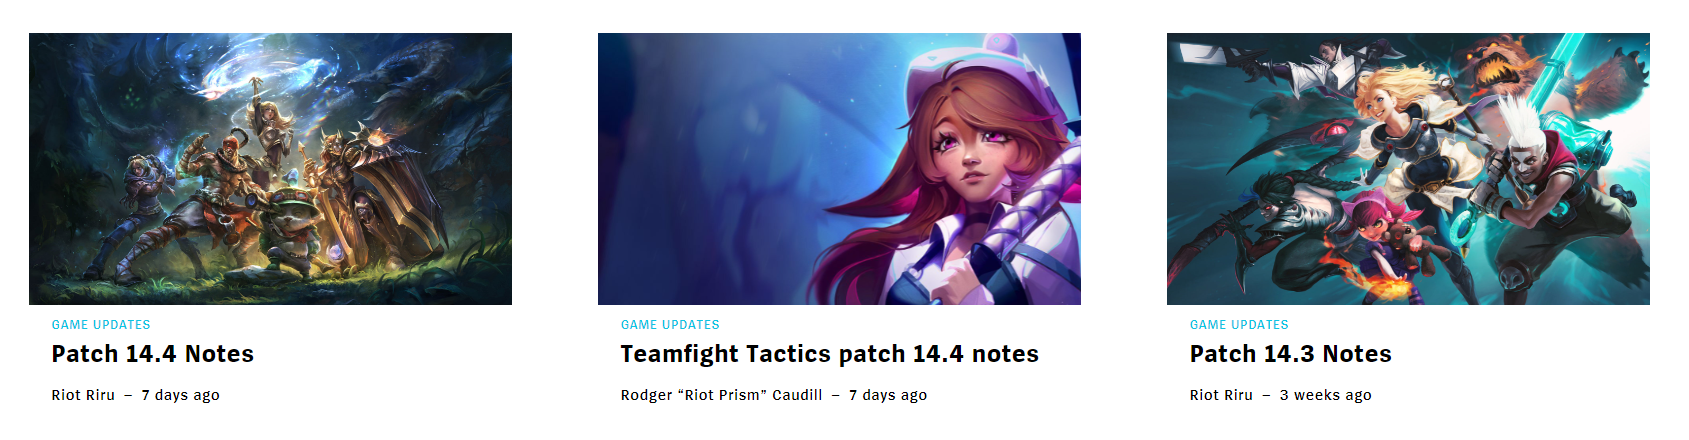 GAME UPDATES
Patch 14.4 Notes
Riot Riru – 7 days ago
GAME UPDATES
Teamfight Tactics patch 14.4 notes
Rodger “Riot Prism” Caudill – 7 days ago
GAME UPDATES
Patch 14.3 Notes
Riot Riru – 3 weeks ago